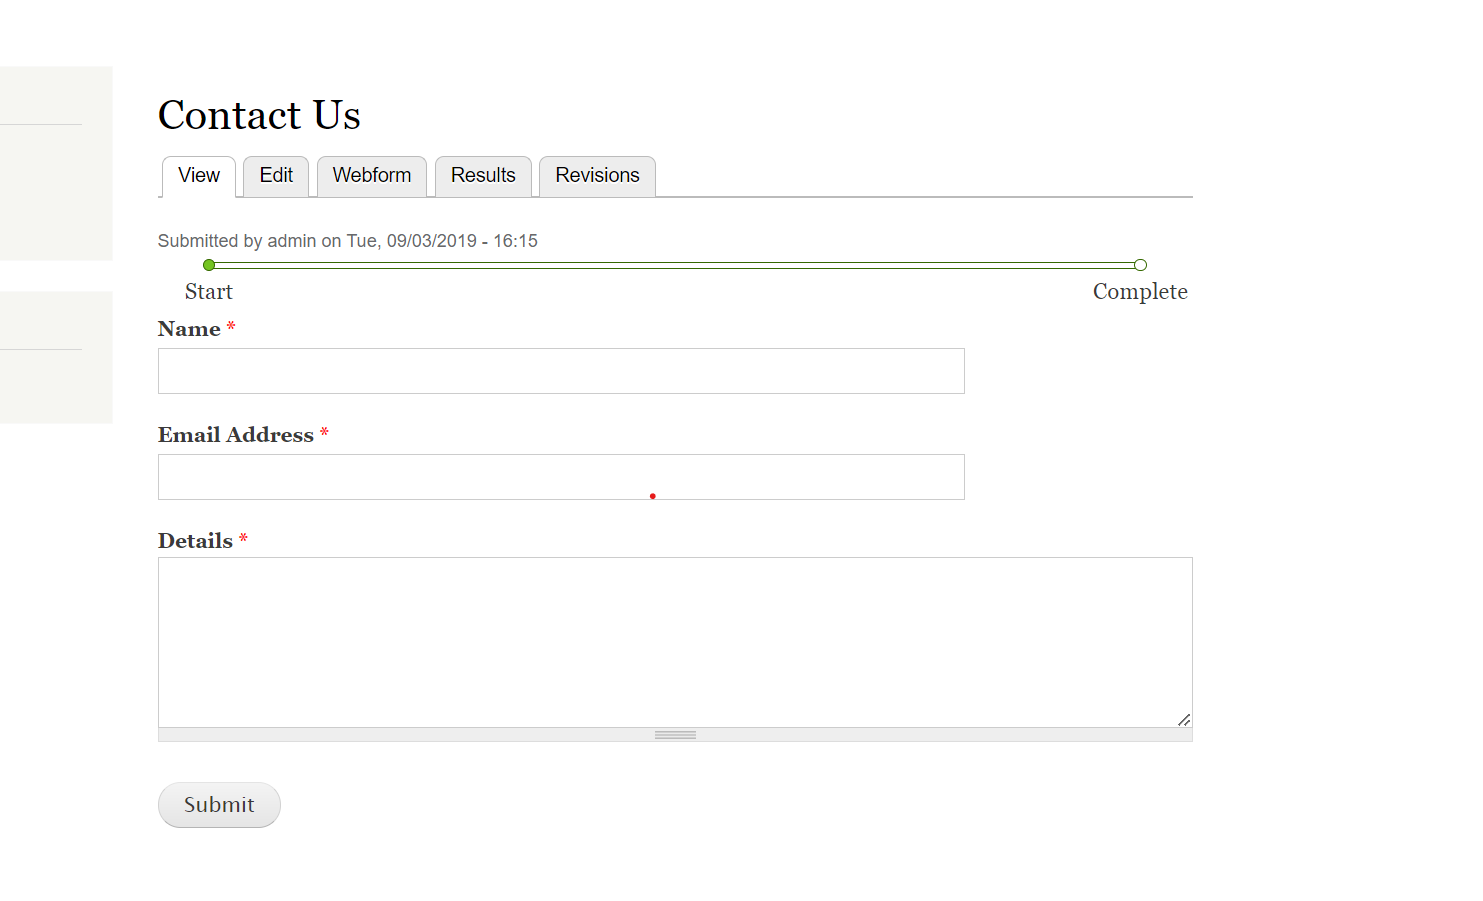 Contact Us
View Edit Webform Results Revisions
Submitted by admin on Tue, 09/03/2019 - 16:15
Start Complete
Name *
Email Address *
Details *
Submit